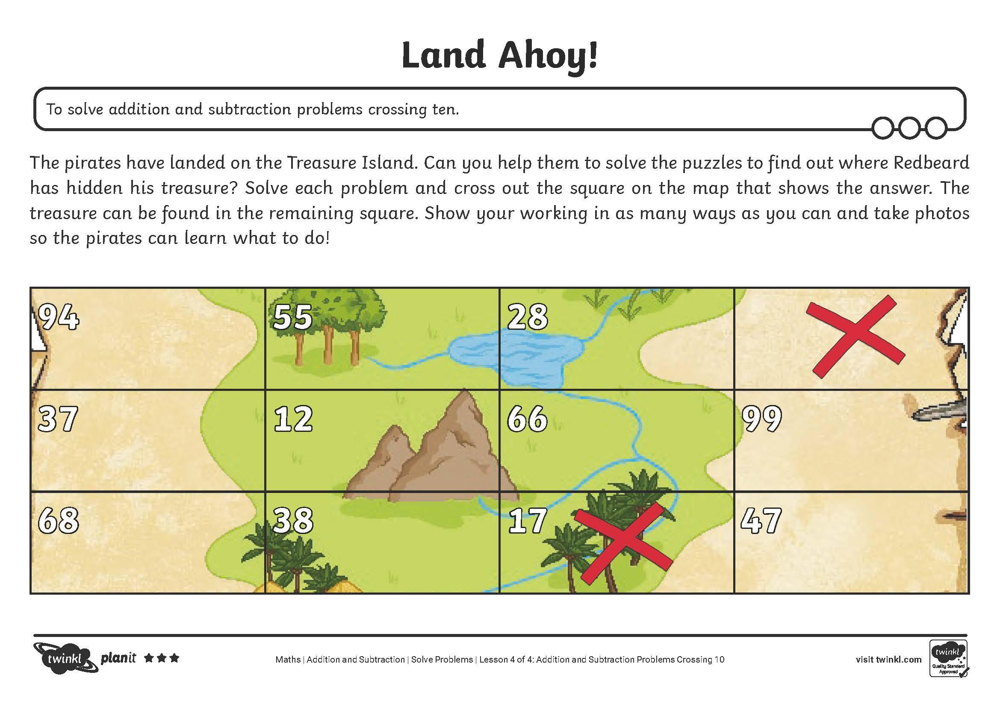 Land Ahoy!
To solve addition and subtraction problems crossing ten.
The pirates have landed on the Treasure Island. Can you help them to solve the puzzles to find out where Redbeard
has hidden his treasure? Solve each problem and cross out the square on the map that shows the answer. The
treasure can be found in the remaining square. Show your working in as many ways as you can and take photos
so the pirates can learn what to do!
94 55 28
37 12 66 99
68 38 17 47
twinkl planit
Maths | Addition and Subtraction | Solve Problems | Lesson 4 of 4: Addition and Subtraction Problems Crossing 10
visit twinkl.com
twinkl
Quality Standard
Approved